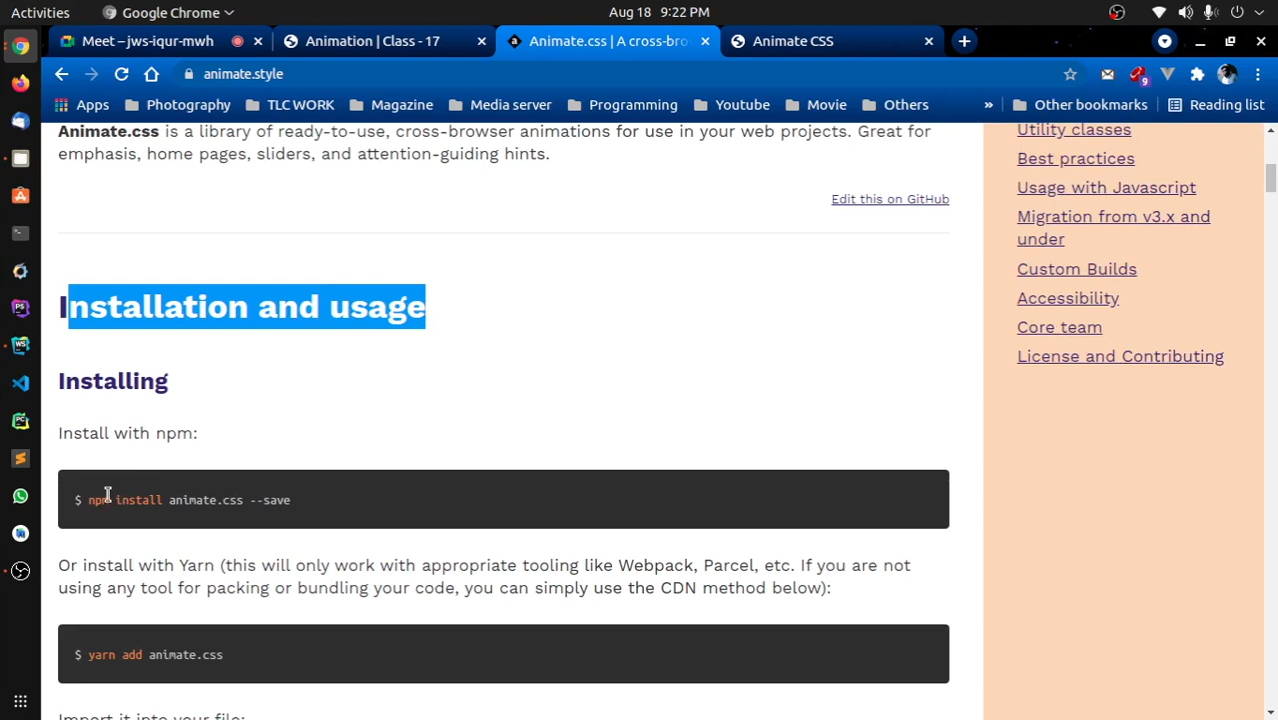 Activities
Google Chrome
Aug 18 9:22 PM
Meet – jws-iqur-mwh
Animation | Class - 17
Animate.css | A cross-bro
Animate CSS
animate.style
9
Apps
Photography
TLC WORK
Magazine
Media server
Programming
Youtube
Movie
Others
»
Other bookmarks
Reading list
Animate.css is a library of ready-to-use, cross-browser animations for use in your web projects. Great for
emphasis, home pages, sliders, and attention-guiding hints.
Edit this on GitHub
Installation and usage
Installing
Install with npm:
$ npm install animate.css --save
Or install with Yarn (this will only work with appropriate tooling like Webpack, Parcel, etc. If you are not
using any tool for packing or bundling your code, you can simply use the CDN method below):
$ yarn add animate.css
Import it into your file:
Utility classes
Best practices
Usage with Javascript
Migration from v3.x and
under
Custom Builds
Accessibility
Core team
License and Contributing